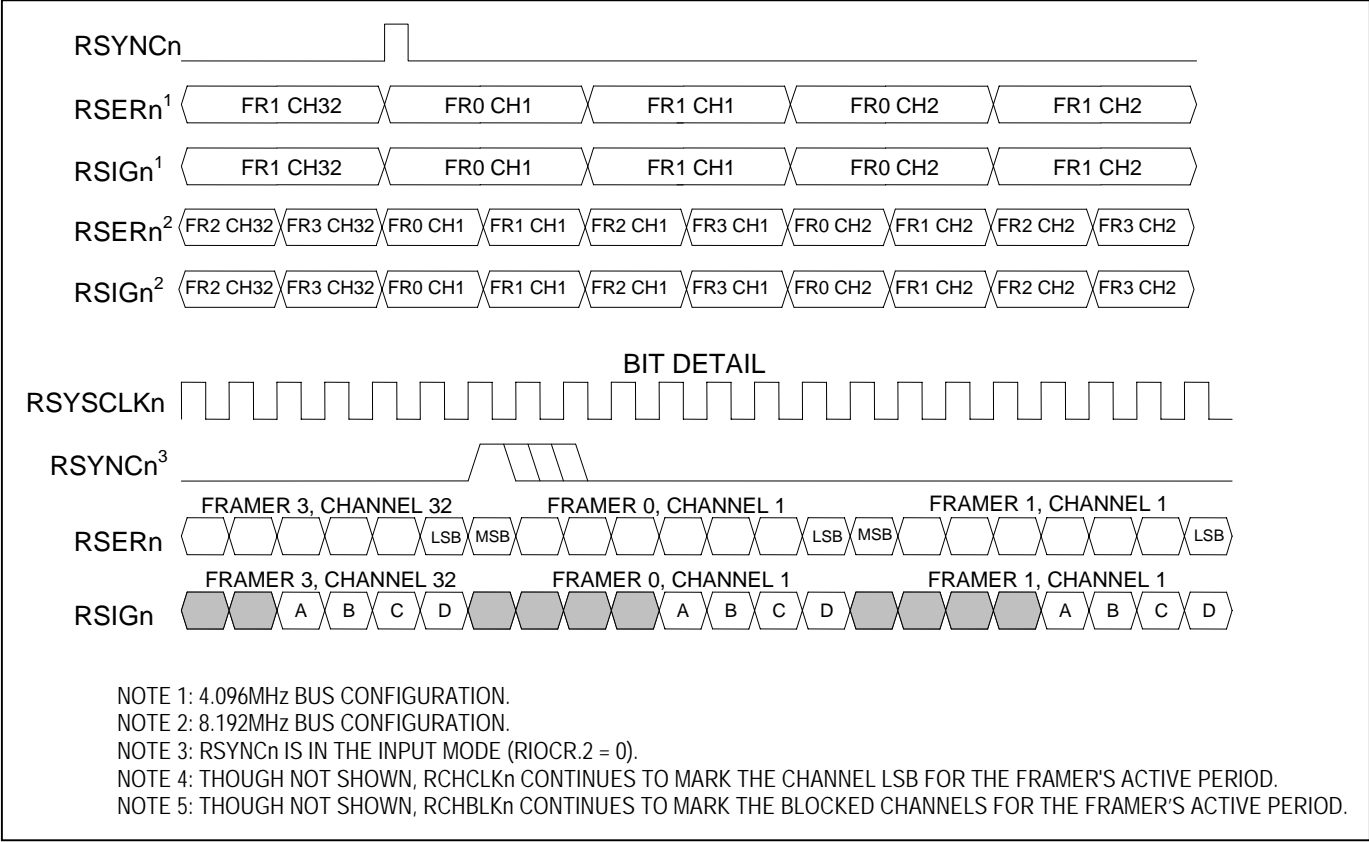 RSYNCn
RSERn1 FR1 CH32 FR0 CH1 FR1 CH1 FR0 CH2 FR1 CH2
RSIGn1 FR1 CH32 FR0 CH1 FR1 CH1 FR0 CH2 FR1 CH2
RSERn2 FR2 CH32 FR3 CH32 FR0 CH1 FR1 CH1 FR2 CH1 FR3 CH1 FR0 CH2 FR1 CH2 FR2 CH2 FR3 CH2
RSIGn2 FR2 CH32 FR3 CH32 FR0 CH1 FR1 CH1 FR2 CH1 FR3 CH1 FR0 CH2 FR1 CH2 FR2 CH2 FR3 CH2
BIT DETAIL
RSYSCLKn
RSYNCn3
FRAMER 3, CHANNEL 32 FRAMER 0, CHANNEL 1 FRAMER 1, CHANNEL 1
RSERn LSB MSB LSB MSB LSB
FRAMER 3, CHANNEL 32 FRAMER 0, CHANNEL 1 FRAMER 1, CHANNEL 1
RSIGn A B C D A B C D A B C D
NOTE 1: 4.096MHz BUS CONFIGURATION.
NOTE 2: 8.192MHz BUS CONFIGURATION.
NOTE 3: RSYNCn IS IN THE INPUT MODE (RIOCR.2 = 0).
NOTE 4: THOUGH NOT SHOWN, RCHCLKn CONTINUES TO MARK THE CHANNEL LSB FOR THE FRAMER'S ACTIVE PERIOD.
NOTE 5: THOUGH NOT SHOWN, RCHBLKn CONTINUES TO MARK THE BLOCKED CHANNELS FOR THE FRAMER’S ACTIVE PERIOD.